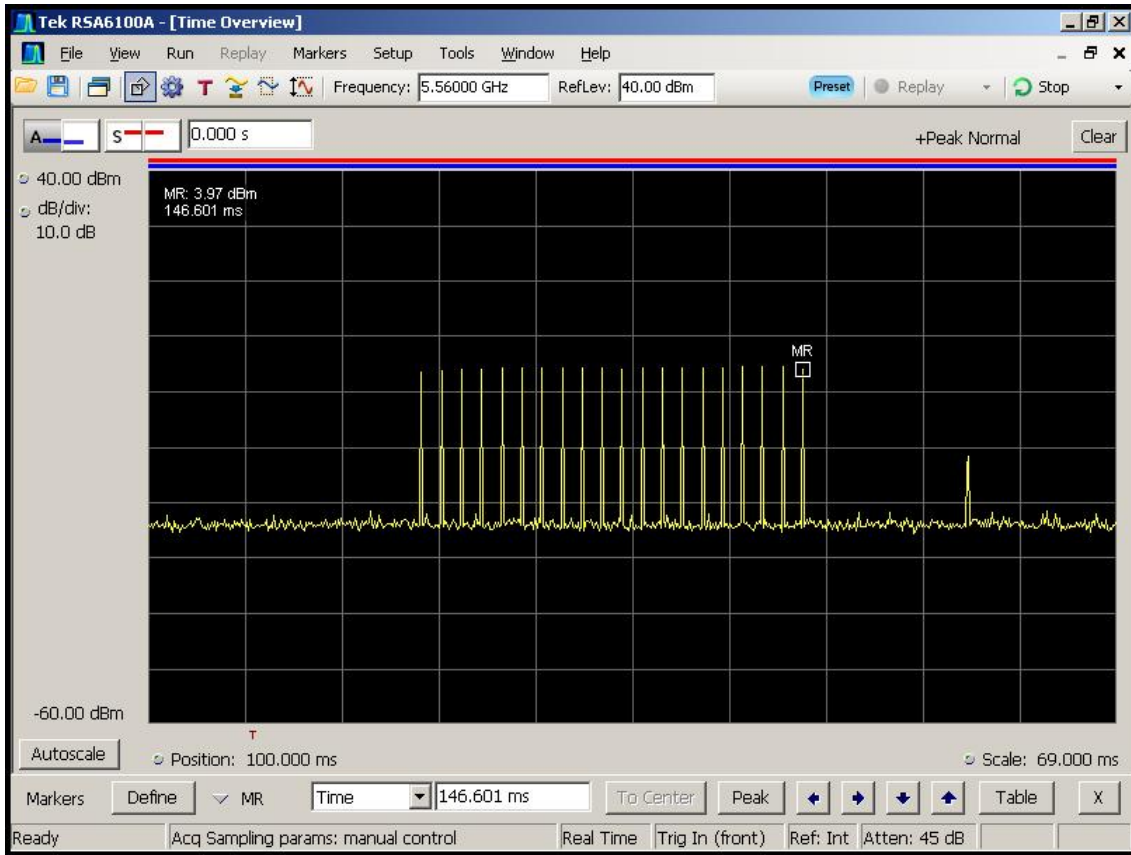 Tek RSA6100A - [Time Overview]
File View Run Replay Markers Setup Tools Window Help
T Frequency: 5.56000 GHz RefLev: 40.00 dBm Preset Replay Stop
A S 0.000 s +Peak Normal Clear
40.00 dBm
dB/div:
10.0 dB
MR: 3.97 dBm
146.601 ms
MR
-60.00 dBm
T
Autoscale Position: 100.000 ms Scale: 69.000 ms
Markers Define MR Time 146.601 ms To Center Peak Table X
Ready Acq Sampling params: manual control Real Time Trig In (front) Ref: Int Atten: 45 dB